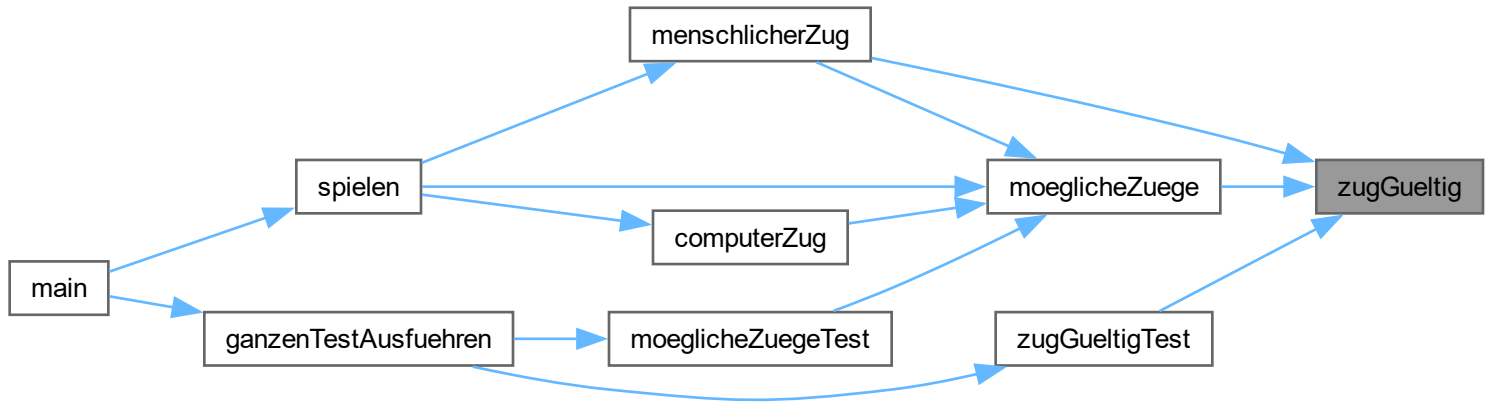 menschlicherZug
spielen
moeglicheZuege
zugGueltig
computerZug
main
ganzenTestAusfuehren
moeglicheZuegeTest
zugGueltigTest